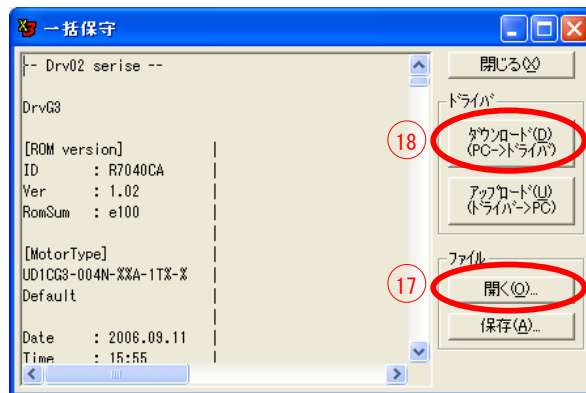 一括保守
-- Drv02 serise --
DrvG3
[ROM version] |
ID : R7040CA |
Ver : 1.02 |
RomSum : e100 |
|
[MotorType] |
UD1CG3-004N-%%A-1T%-%
Default |
|
Date : 2006.09.11 |
Time : 15:55 |
閉じる(X)
ドライバ
18
ダウンロード(D)
(PC->ドライバ)
アップロード(U)
(ドライバ->PC)
ファイル
17
開く(O)...
保存(A)...